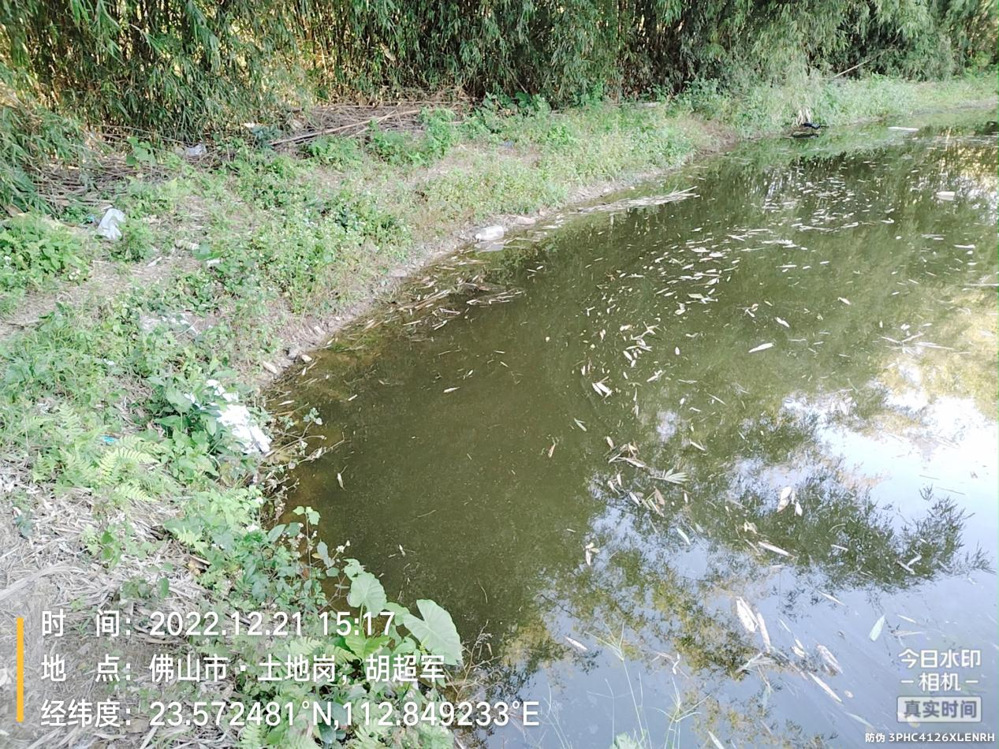 时 间：2022.12.21 15:17
地 点：佛山市·土地岗，胡超军
经纬度：23.572481°N,112.849233°E
今日水印
相机
真实时间
防伪 3PHC4126XLENRH